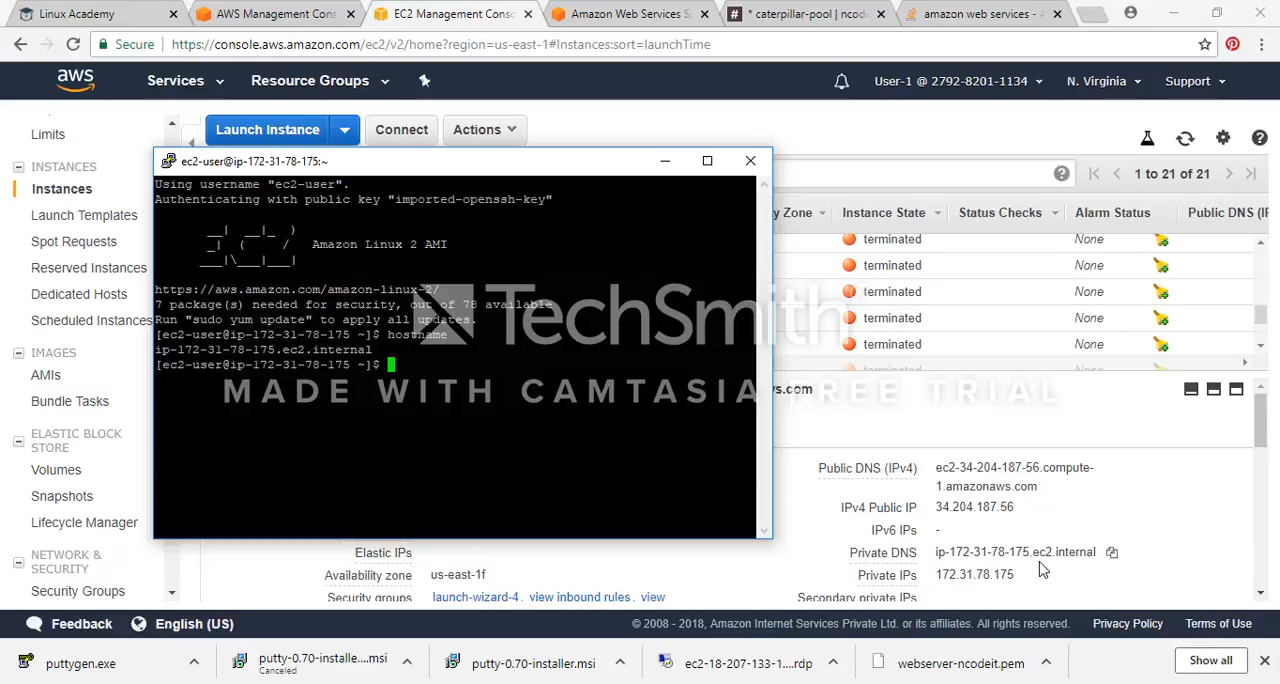 Linux Academy
AWS Management Cons
EC2 Management Cons
Amazon Web Services S
* caterpillar-pool | ncode
amazon web services - A
Secure
https://console.aws.amazon.com/ec2/v2/home?region=us-east-1#Instances:sort=launchTime
aws
Services
Resource Groups
User-1 @ 2792-8201-1134
N. Virginia
Support
Limits
INSTANCES
Instances
Launch Templates
Spot Requests
Reserved Instances
Dedicated Hosts
Scheduled Instances
IMAGES
AMIs
Bundle Tasks
ELASTIC BLOCK
STORE
Volumes
Snapshots
Lifecycle Manager
NETWORK &
SECURITY
Security Groups
Launch Instance
Connect
Actions
1 to 21 of 21
y Zone
Instance State
Status Checks
Alarm Status
Public DNS (IP
terminated None
terminated None
terminated None
terminated None
terminated None
ec2-user@ip-172-31-78-175:~
Using username "ec2-user".
Authenticating with public key "imported-openssh-key"
__|  __|_  )
_|  (     /   Amazon Linux 2 AMI
___|\___|___|
https://aws.amazon.com/amazon-linux-2/
7 package(s) needed for security, out of 78 available
Run "sudo yum update" to apply all updates.
[ec2-user@ip-172-31-78-175 ~]$ hostname
ip-172-31-78-175.ec2.internal
[ec2-user@ip-172-31-78-175 ~]$
TechSmith
MADE WITH CAMTASIA FREE TRIAL
vs.com
Public DNS (IPv4) ec2-34-204-187-56.compute-
1.amazonaws.com
IPv4 Public IP 34.204.187.56
IPv6 IPs -
Elastic IPs
Private DNS ip-172-31-78-175.ec2.internal
Availability zone us-east-1f
Private IPs 172.31.78.175
Security groups launch-wizard-4. view inbound rules. view
Secondary private IPs
Feedback
English (US)
© 2008 - 2018, Amazon Internet Services Private Ltd. or its affiliates. All rights reserved.
Privacy Policy
Terms of Use
puttygen.exe
putty-0.70-installe....msi
Canceled
putty-0.70-installer.msi
ec2-18-207-133-1....rdp
webserver-ncodeit.pem
Show all